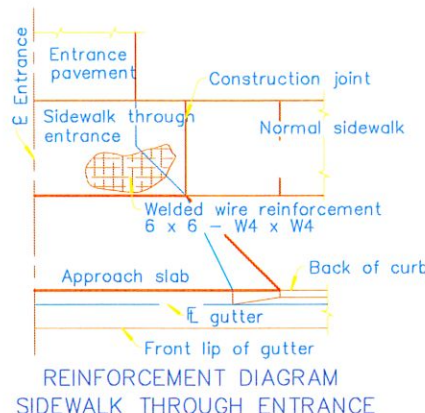 Entrance
pavement
℄ Entrance
Construction joint
Sidewalk through
entrance
Normal sidewalk
Welded wire reinforcement
6 x 6 - W4 x W4
Approach slab
Back of curb
FL gutter
Front lip of gutter
REINFORCEMENT DIAGRAM
SIDEWALK THROUGH ENTRANCE